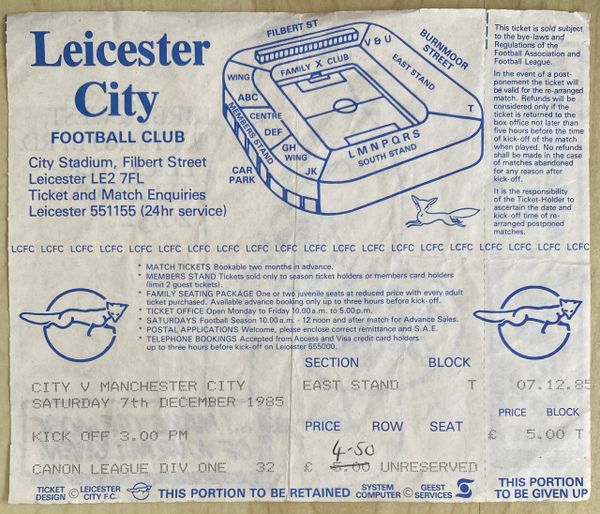 Leicester
City
FOOTBALL CLUB
City Stadium, Filbert Street
Leicester LE2 7FL
Ticket and Match Enquiries
Leicester 551155 (24hr service)
FILBERT ST
BURNMOOR
STREET
V & U
FAMILY X CLUB
EAST STAND
WING
ABC
CENTRE
MEMBERS STAND
DEF
GH
WING
JK
T
L M N P Q R S
SOUTH STAND
CAR
PARK
This ticket is sold subject
to the bye-laws and
Regulations of the
Football Association and
Football League.
In the event of a post-
ponement the ticket will
be valid for the re-arranged
match. Refunds will be
considered only if the
ticket is returned to the
box office not later than
five hours before the time
of kick-off of the match
when played. No refunds
shall be made in the case
of matches abandoned
for any reason after
kick-off.
It is the responsibility
of the Ticket-Holder to
ascertain the date and
kick-off time of re-
arranged postponed
matches.
LCFC LCFC LCFC LCFC LCFC LCFC LCFC LCFC LCFC LCFC LCFC LCFC LCFC LCFC LCFC LCFC LCFC LCFC
* MATCH TICKETS Bookable two months in advance.
* MEMBERS STAND Tickets sold only to season ticket holders or members card holders
(limit 2 guest tickets).
* FAMILY SEATING PACKAGE One or two juvenile seats at reduced price with every adult
ticket purchased. Available advance booking only up to three hours before kick-off.
* TICKET OFFICE Open Monday to Friday 10.00a.m. to 5.00p.m.
* SATURDAYS Football Season 10.00a.m. - 12 noon and after match for Advance Sales.
* POSTAL APPLICATIONS Welcome, please enclose correct remittance and S.A.E.
* TELEPHONE BOOKINGS Accepted from Access and Visa credit card holders
up to three hours before kick-off on Leicester 555000.
SECTION BLOCK
CITY V MANCHESTER CITY EAST STAND T 07.12.85
SATURDAY 7th DECEMBER 1985
PRICE ROW SEAT PRICE BLOCK
KICK OFF 3.00 PM £ 5.00 T
4-50
CANON LEAGUE DIV ONE 32 £ 5.00 UNRESERVED
TICKET DESIGN © LEICESTER CITY F.C. THIS PORTION TO BE RETAINED SYSTEM COMPUTER © GEEST SERVICES
THIS PORTION
TO BE GIVEN UP